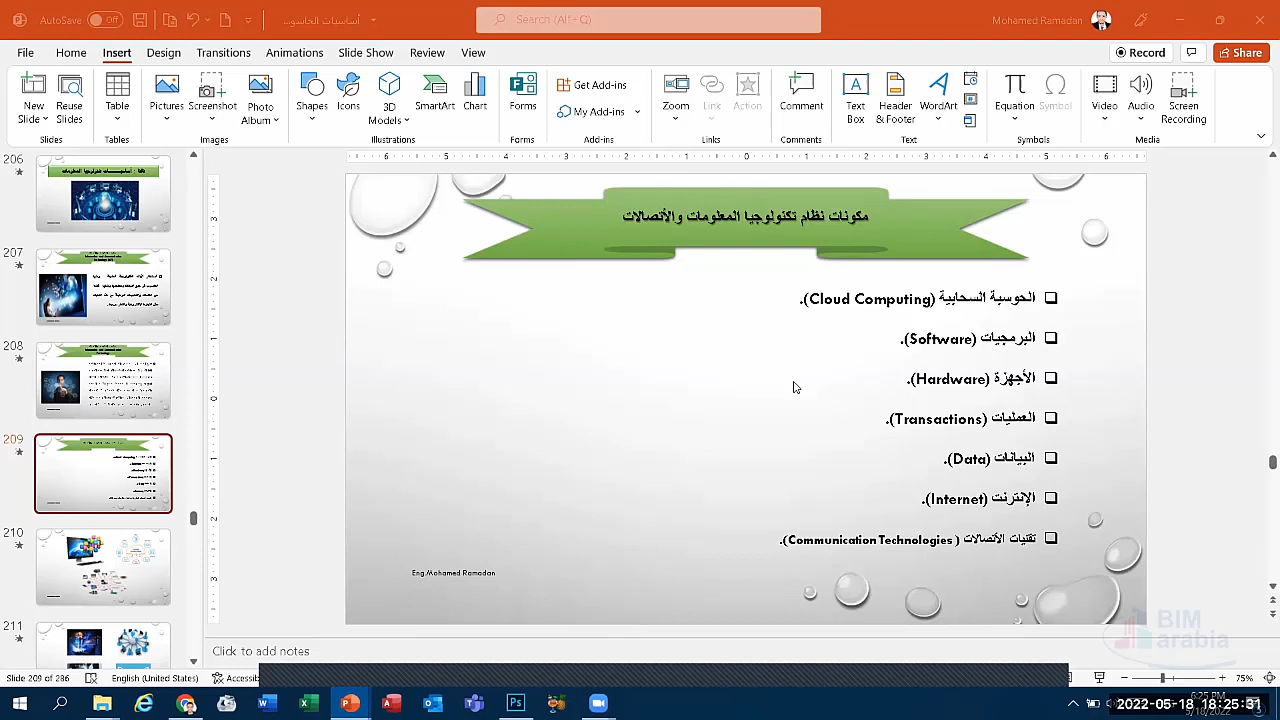 AutoSave Off أساسيات الحاسو... Search (Alt+Q) Mohamed Ramadan
File Home Insert Design Transitions Animations Slide Show Review View Record Share
New Slide Reuse Slides Table Pictures Screenshot Photo Album Shapes Icons 3D Models SmartArt Chart Forms Get Add-ins My Add-ins Zoom Link Action Comment Text Box Header & Footer WordArt Equation Symbol Video Audio Screen Recording
Slides Tables Images Illustrations Forms Add-ins Links Comments Text Symbols Media
206
207
208
209
210
211
مكونات نظام تكنولوجيا المعلومات والأتصالات
الحوسبة السحابية (Cloud Computing).
البرمجيات (Software).
الأجهزة (Hardware).
العمليات (Transactions).
البيانات (Data).
الإنترنت (Internet).
تقنيات الأتصالات ( Communication Technologies).
Eng.Mohamed Ramadan
BIM
arabia
Click to add notes
Slide 209 of 286 English (United States) Accessib 75%
2022-05-18 18:25:31